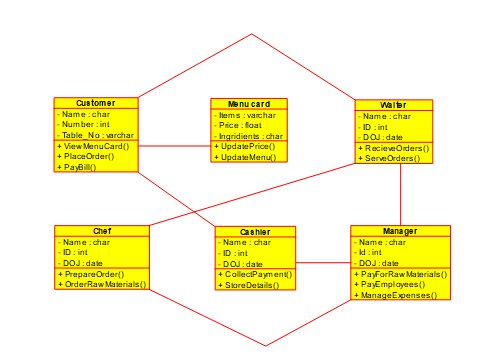 Customer
- Name : char
- Number : int
- Table_No : varchar
+ ViewMenuCard()
+ PlaceOrder()
+ PayBill()
Menu card
- Items : varchar
- Price : float
- Ingridients : char
+ UpdatePrice()
+ UpdateMenu()
Waiter
- Name : char
- ID : int
- DOJ : date
+ RecieveOrders()
+ ServeOrders()
Chef
- Name : char
- ID : int
- DOJ : date
+ PrepareOrder()
+ OrderRawMaterials()
Cashier
- Name : char
- ID : int
- DOJ : date
+ CollectPayment()
+ StoreDetails()
Manager
- Name : char
- Id : int
- DOJ : date
+ PayForRawMaterials()
+ PayEmployees()
+ ManageExpenses()